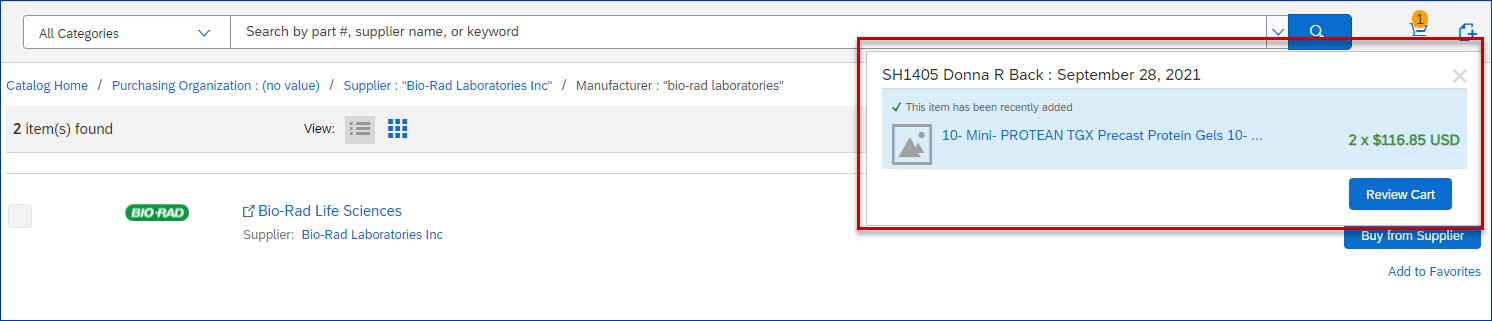 All Categories
Search by part #, supplier name, or keyword
1
SH1405 Donna R Back : September 28, 2021
Catalog Home / Purchasing Organization : (no value) / Supplier : "Bio-Rad Laboratories Inc" / Manufacturer : "bio-rad laboratories"
This item has been recently added
2 item(s) found
View:
10- Mini- PROTEAN TGX Precast Protein Gels 10- ...
2 x $116.85 USD
Review Cart
BIO-RAD
Bio-Rad Life Sciences
Supplier: Bio-Rad Laboratories Inc
Buy from Supplier
Add to Favorites